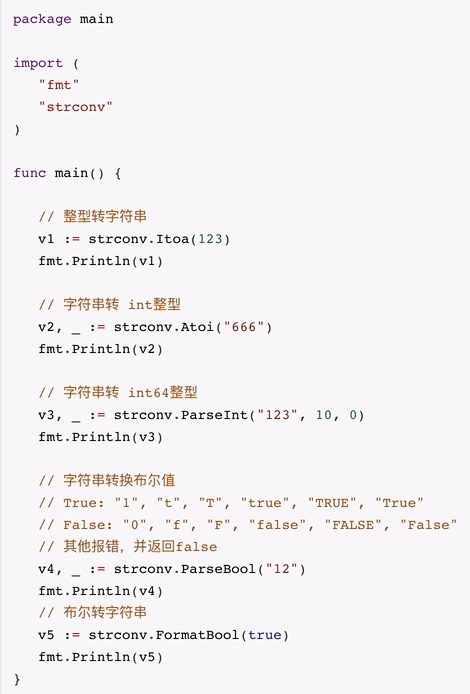 package main
import (
"fmt"
"strconv"
)
func main() {
// 整型转字符串
v1 := strconv.Itoa(123)
fmt.Println(v1)
// 字符串转 int整型
v2, _ := strconv.Atoi("666")
fmt.Println(v2)
// 字符串转 int64整型
v3, _ := strconv.ParseInt("123", 10, 0)
fmt.Println(v3)
// 字符串转换布尔值
// True: "1", "t", "T", "true", "TRUE", "True"
// False: "0", "f", "F", "false", "FALSE", "False"
// 其他报错，并返回false
v4, _ := strconv.ParseBool("12")
fmt.Println(v4)
// 布尔转字符串
v5 := strconv.FormatBool(true)
fmt.Println(v5)
}